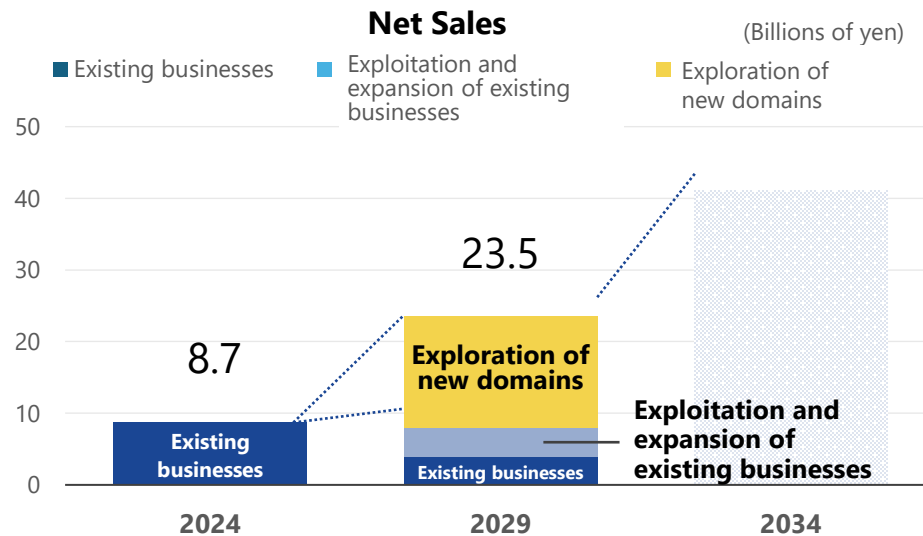 Net Sales
(Billions of yen)
Existing businesses
Exploitation and
expansion of existing
businesses
Exploration of
new domains
50
40
30
20
10
0
8.7
23.5
Existing
businesses
Exploration of
new domains
Existing businesses
Exploitation and
expansion of
existing businesses
2024
2029
2034